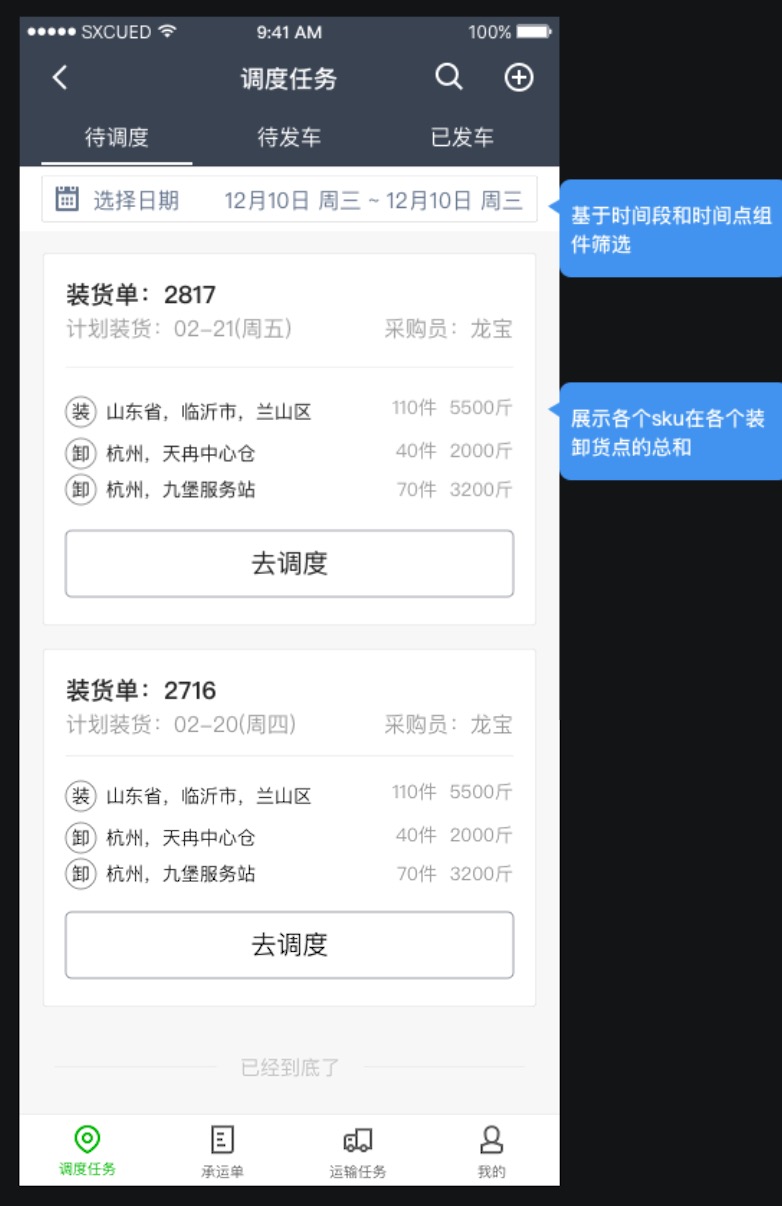 SXCUED 9:41 AM 100%
调度任务
待调度 待发车 已发车
选择日期 12月10日 周三 ~ 12月10日 周三
基于时间段和时间点组
件筛选
装货单：2817
计划装货：02-21(周五) 采购员：龙宝
装 山东省，临沂市，兰山区 110件 5500斤
卸 杭州，天冉中心仓 40件 2000斤
卸 杭州，九堡服务站 70件 3200斤
展示各个sku在各个装
卸货点的总和
去调度
装货单：2716
计划装货：02-20(周四) 采购员：龙宝
装 山东省，临沂市，兰山区 110件 5500斤
卸 杭州，天冉中心仓 40件 2000斤
卸 杭州，九堡服务站 70件 3200斤
去调度
已经到底了
调度任务 承运单 运输任务 我的